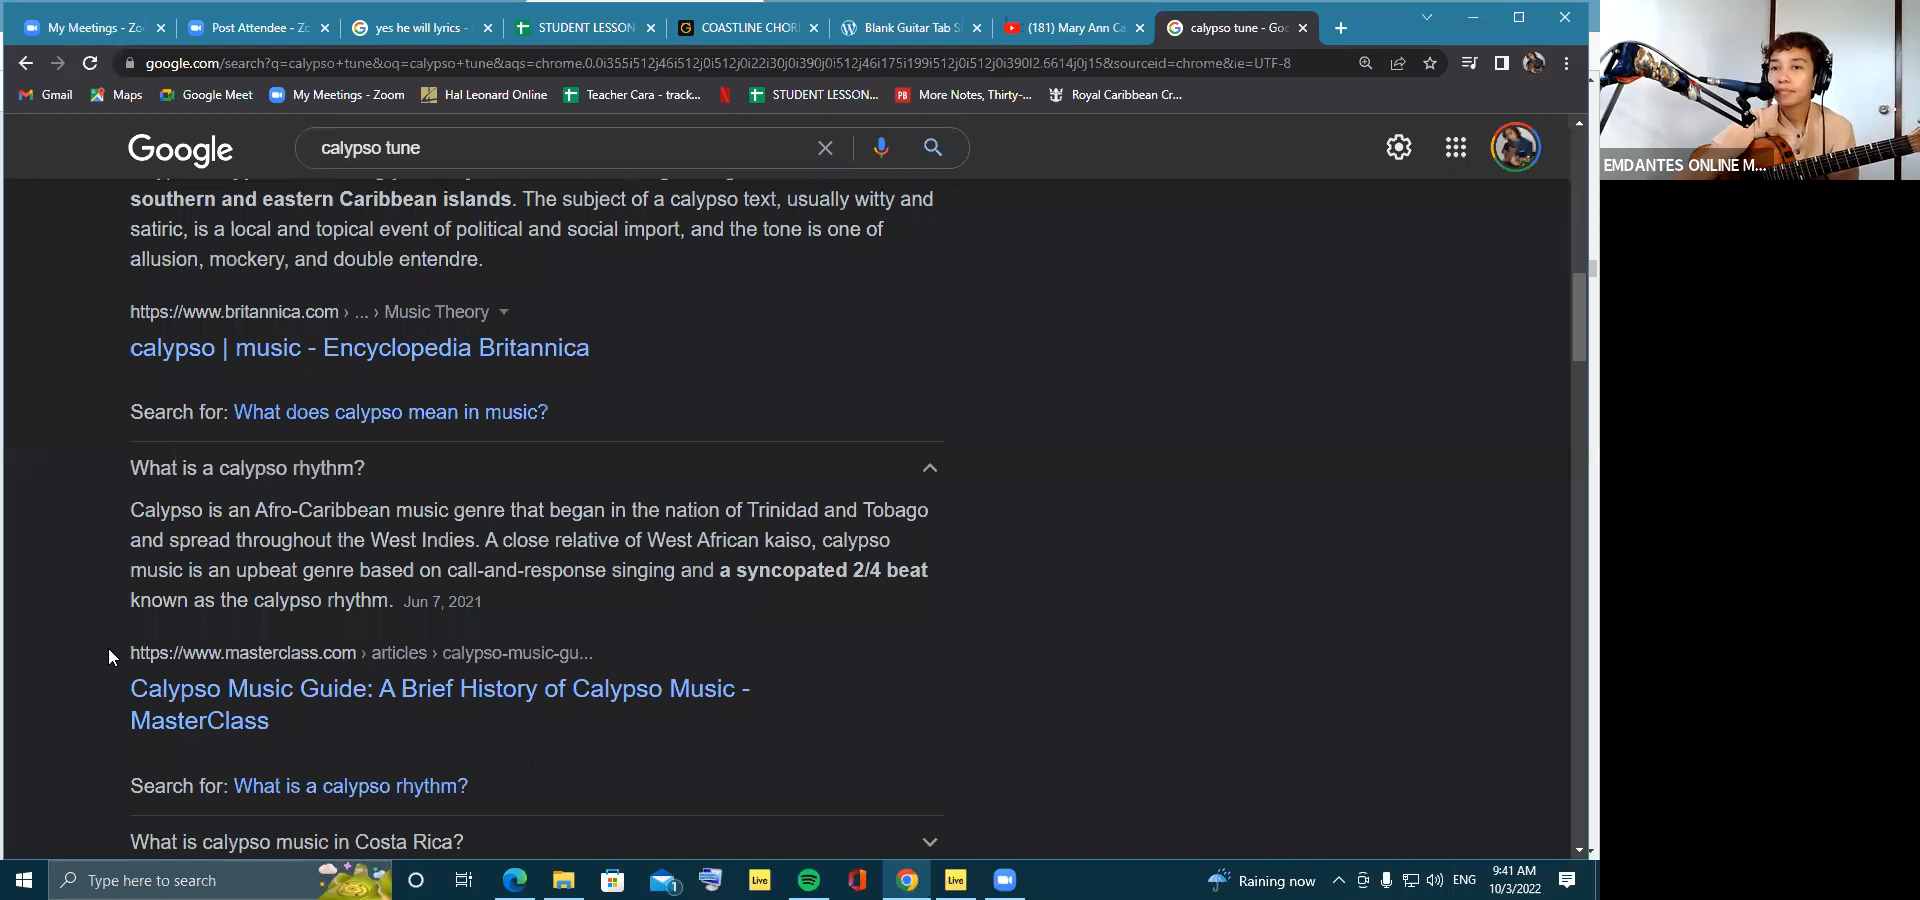 My Meetings - Zo
Post Attendee - Zo
yes he will lyrics -
STUDENT LESSON
COASTLINE CHOR
Blank Guitar Tab S
(181) Mary Ann Ca
calypso tune - Goo
google.com/search?q=calypso+tune&oq=calypso+tune&aqs=chrome.0.0i355i512j46i512j0i512j0i22i30j0i390j0i512j46i175i199i512j0i512j0i390l2.6614j0j15&sourceid=chrome&ie=UTF-8
Gmail
Maps
Google Meet
My Meetings - Zoom
Hal Leonard Online
Teacher Cara - track...
STUDENT LESSON...
More Notes, Thirty-...
Royal Caribbean Cr...
Google
calypso tune
southern and eastern Caribbean islands. The subject of a calypso text, usually witty and
satiric, is a local and topical event of political and social import, and the tone is one of
allusion, mockery, and double entendre.
https://www.britannica.com › ... › Music Theory
calypso | music - Encyclopedia Britannica
Search for: What does calypso mean in music?
What is a calypso rhythm?
Calypso is an Afro-Caribbean music genre that began in the nation of Trinidad and Tobago
and spread throughout the West Indies. A close relative of West African kaiso, calypso
music is an upbeat genre based on call-and-response singing and a syncopated 2/4 beat
known as the calypso rhythm. Jun 7, 2021
https://www.masterclass.com › articles › calypso-music-gu...
Calypso Music Guide: A Brief History of Calypso Music -
MasterClass
Search for: What is a calypso rhythm?
What is calypso music in Costa Rica?
EMDANTES ONLINE M...
Type here to search
1
Live
Live
Raining now
ENG
9:41 AM
10/3/2022